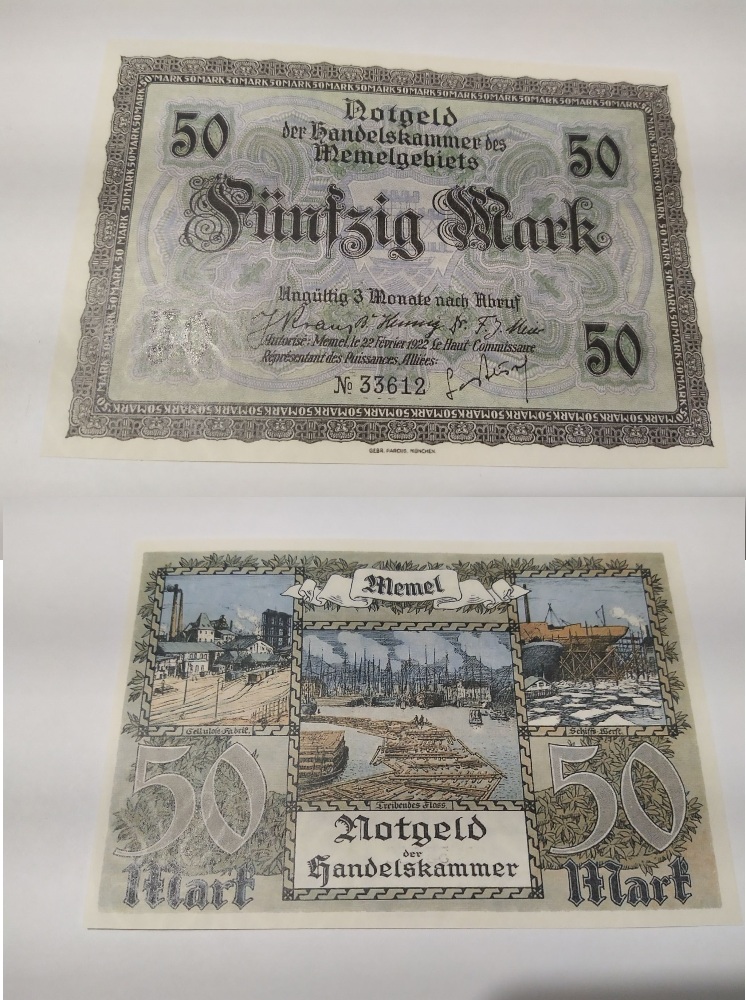 50MARK50MARK50MARK50MARK50MARK50MARK50MARK50MARK50MARK50MARK50MARK
Notgeld
50 der Handelskammer des 50
Memelgebiets
Fünfzig Mark
Ungültig 3 Monate nach Abruf
Autorisé: Memel, le 22 Février 1922 Le Haut Commissaire
Représentant des Puissances Alliées:
50
№ 33612
GEBR. PARCUS, MÜNCHEN.
Memel
Cellulose-Fabrik.
Schiffs-Werft.
Treibendes Floss
50 50
Notgeld
der
Handelskammer
Mark Mark